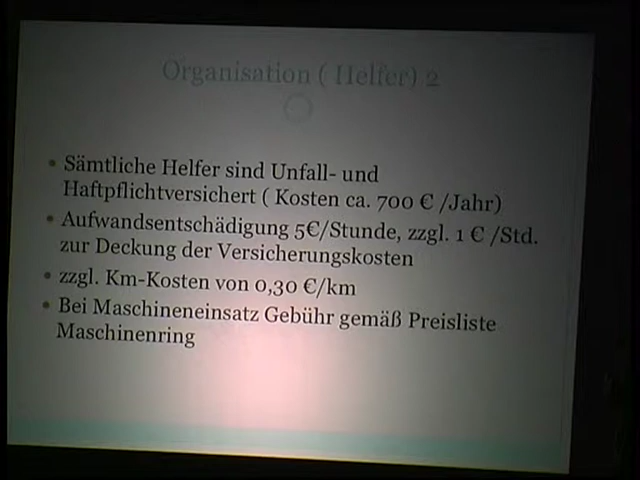 Organisation ( Helfer) 2
• Sämtliche Helfer sind Unfall- und
Haftpflichtversichert ( Kosten ca. 700 € /Jahr)
• Aufwandsentschädigung 5€/Stunde, zzgl. 1 € /Std.
zur Deckung der Versicherungskosten
• zzgl. Km-Kosten von 0,30 €/km
• Bei Maschineneinsatz Gebühr gemäß Preisliste
Maschinenring